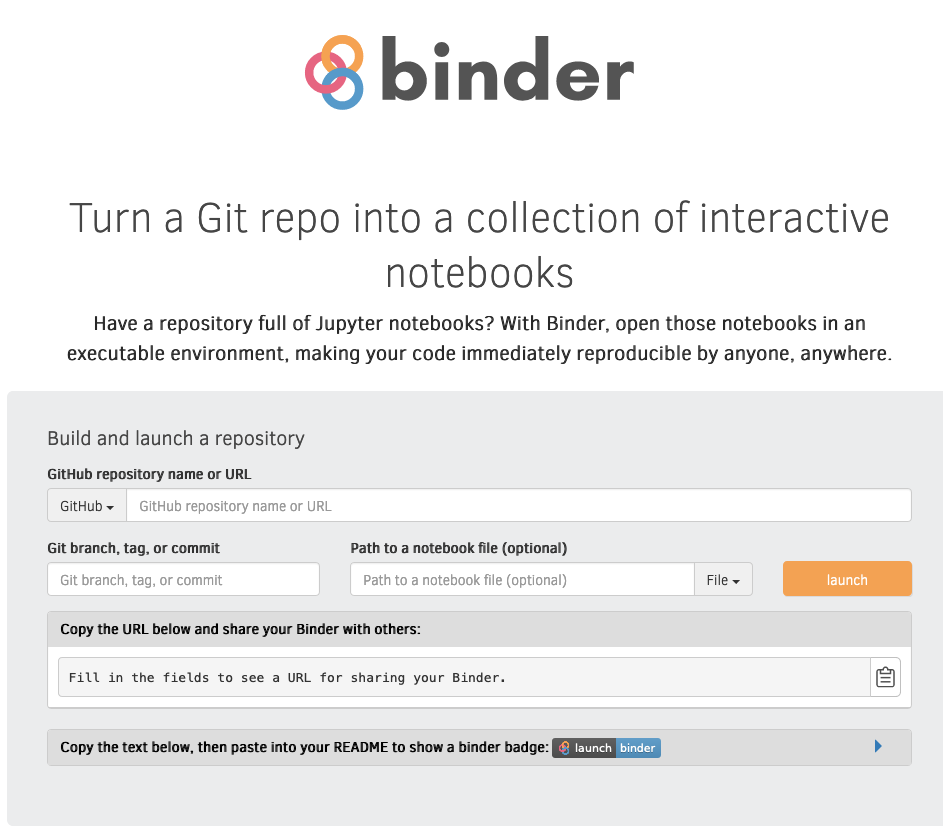 binder
Turn a Git repo into a collection of interactive
notebooks
Have a repository full of Jupyter notebooks? With Binder, open those notebooks in an
executable environment, making your code immediately reproducible by anyone, anywhere.
Build and launch a repository
GitHub repository name or URL
GitHub GitHub repository name or URL
Git branch, tag, or commit Path to a notebook file (optional)
Git branch, tag, or commit Path to a notebook file (optional) File launch
Copy the URL below and share your Binder with others:
Fill in the fields to see a URL for sharing your Binder.
Copy the text below, then paste into your README to show a binder badge: launch binder